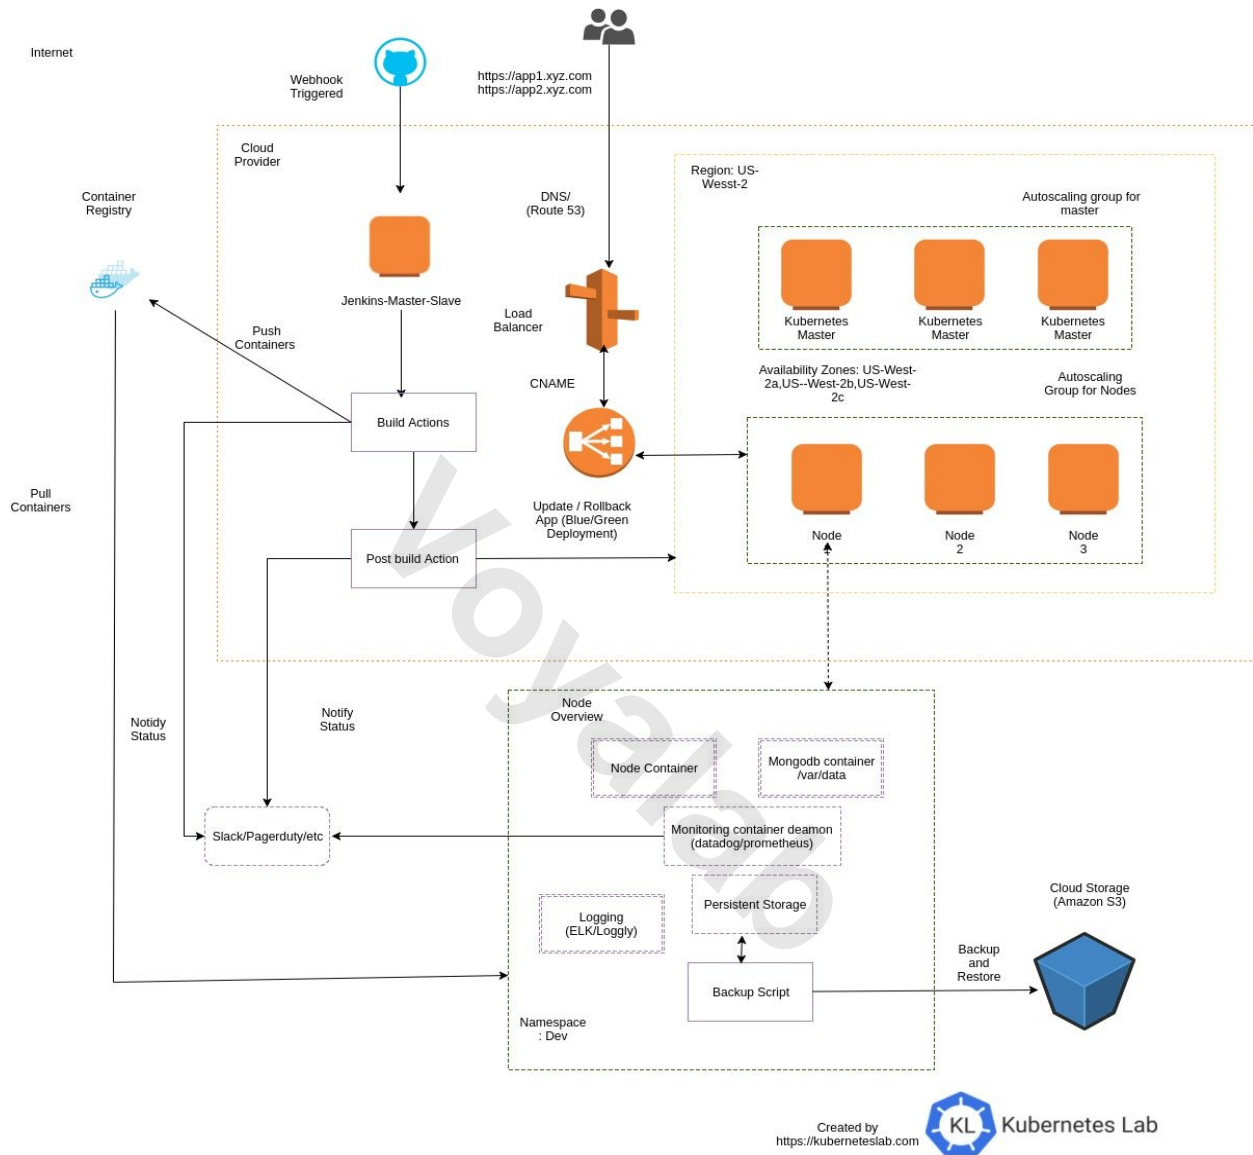 Internet
Webhook
Triggered
https://app1.xyz.com
https://app2.xyz.com
Cloud
Provider
Container
Registry
DNS/
(Route 53)
Region: US-
Wesst-2
Autoscaling group for
master
Jenkins-Master-Slave
Load
Balancer
Kubernetes
Master
Kubernetes
Master
Kubernetes
Master
Push
Containers
CNAME
Availability Zones: US-West-
2a,US--West-2b,US-West-
2c
Autoscaling
Group for Nodes
Build Actions
Pull
Containers
Update / Rollback
App (Blue/Green
Deployment)
Node
Node
2
Node
3
Post build Action
Notidy
Status
Notify
Status
Node
Overview
Node Container
Mongodb container
/var/data
Slack/Pagerduty/etc
Monitoring container deamon
(datadog/prometheus)
Persistent Storage
Logging
(ELK/Loggly)
Cloud Storage
(Amazon S3)
Backup
and
Restore
Backup Script
Namespace
: Dev
Voyalab
Created by
https://kuberneteslab.com
KL
Kubernetes Lab